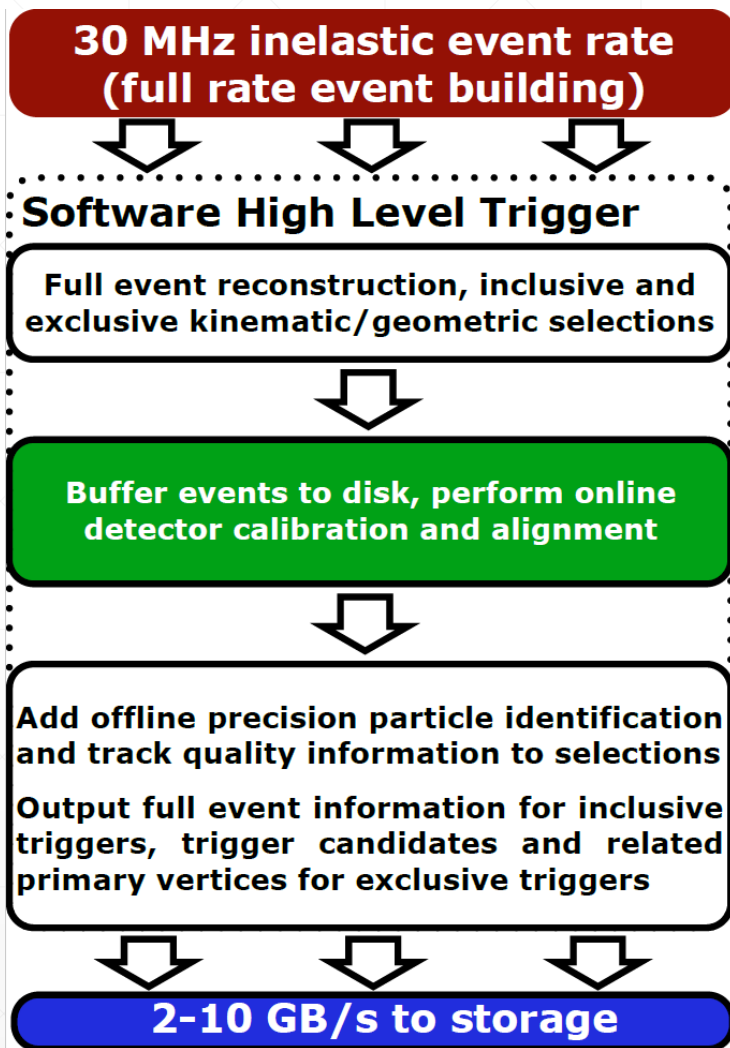 30 MHz inelastic event rate
(full rate event building)
Software High Level Trigger
Full event reconstruction, inclusive and
exclusive kinematic/geometric selections
Buffer events to disk, perform online
detector calibration and alignment
Add offline precision particle identification
and track quality information to selections
Output full event information for inclusive
triggers, trigger candidates and related
primary vertices for exclusive triggers
2-10 GB/s to storage